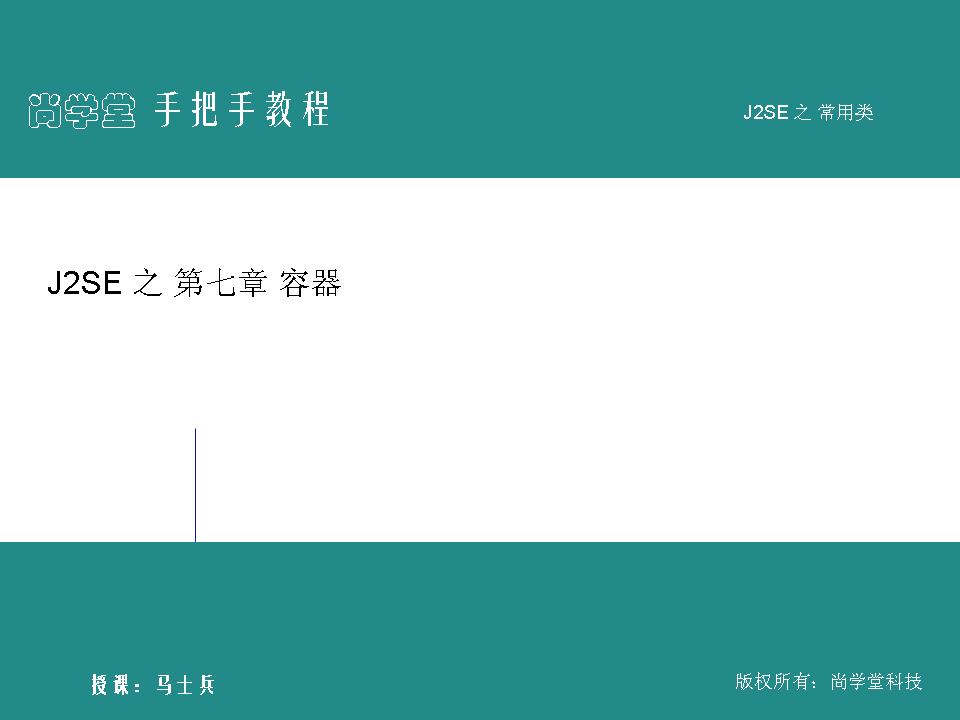 尚学堂 手把手教程
J2SE 之 常用类
J2SE 之 第七章 容器
授课：马士兵
版权所有：尚学堂科技